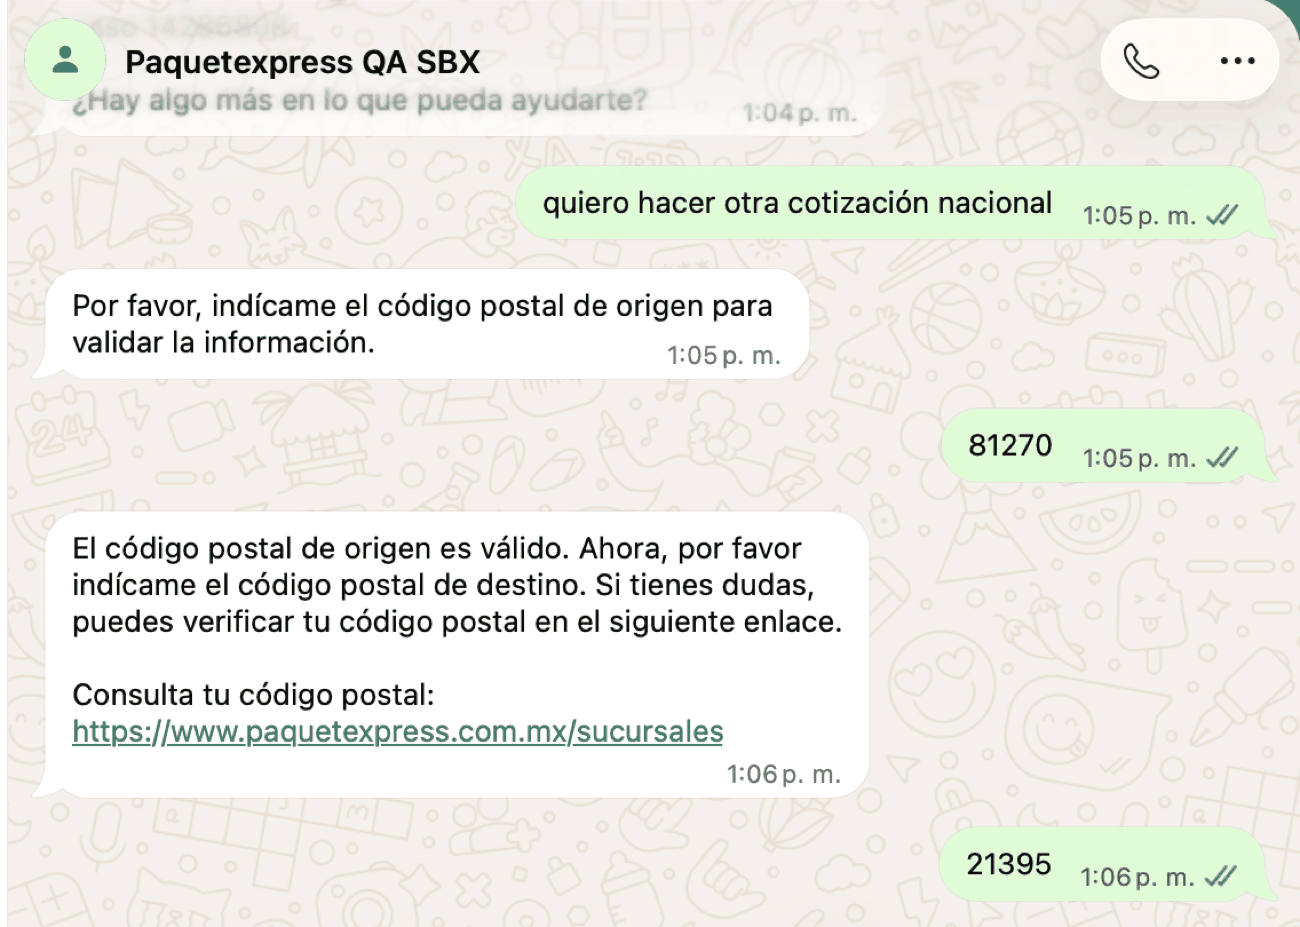 Paquetexpress QA SBX
¿Hay algo más en lo que pueda ayudarte?
1:04 p. m.
quiero hacer otra cotización nacional
1:05 p. m.
Por favor, indícame el código postal de origen para
validar la información.
1:05 p. m.
81270
1:05 p. m.
El código postal de origen es válido. Ahora, por favor
indícame el código postal de destino. Si tienes dudas,
puedes verificar tu código postal en el siguiente enlace.
Consulta tu código postal:
https://www.paquetexpress.com.mx/sucursales
1:06 p. m.
21395
1:06 p. m.